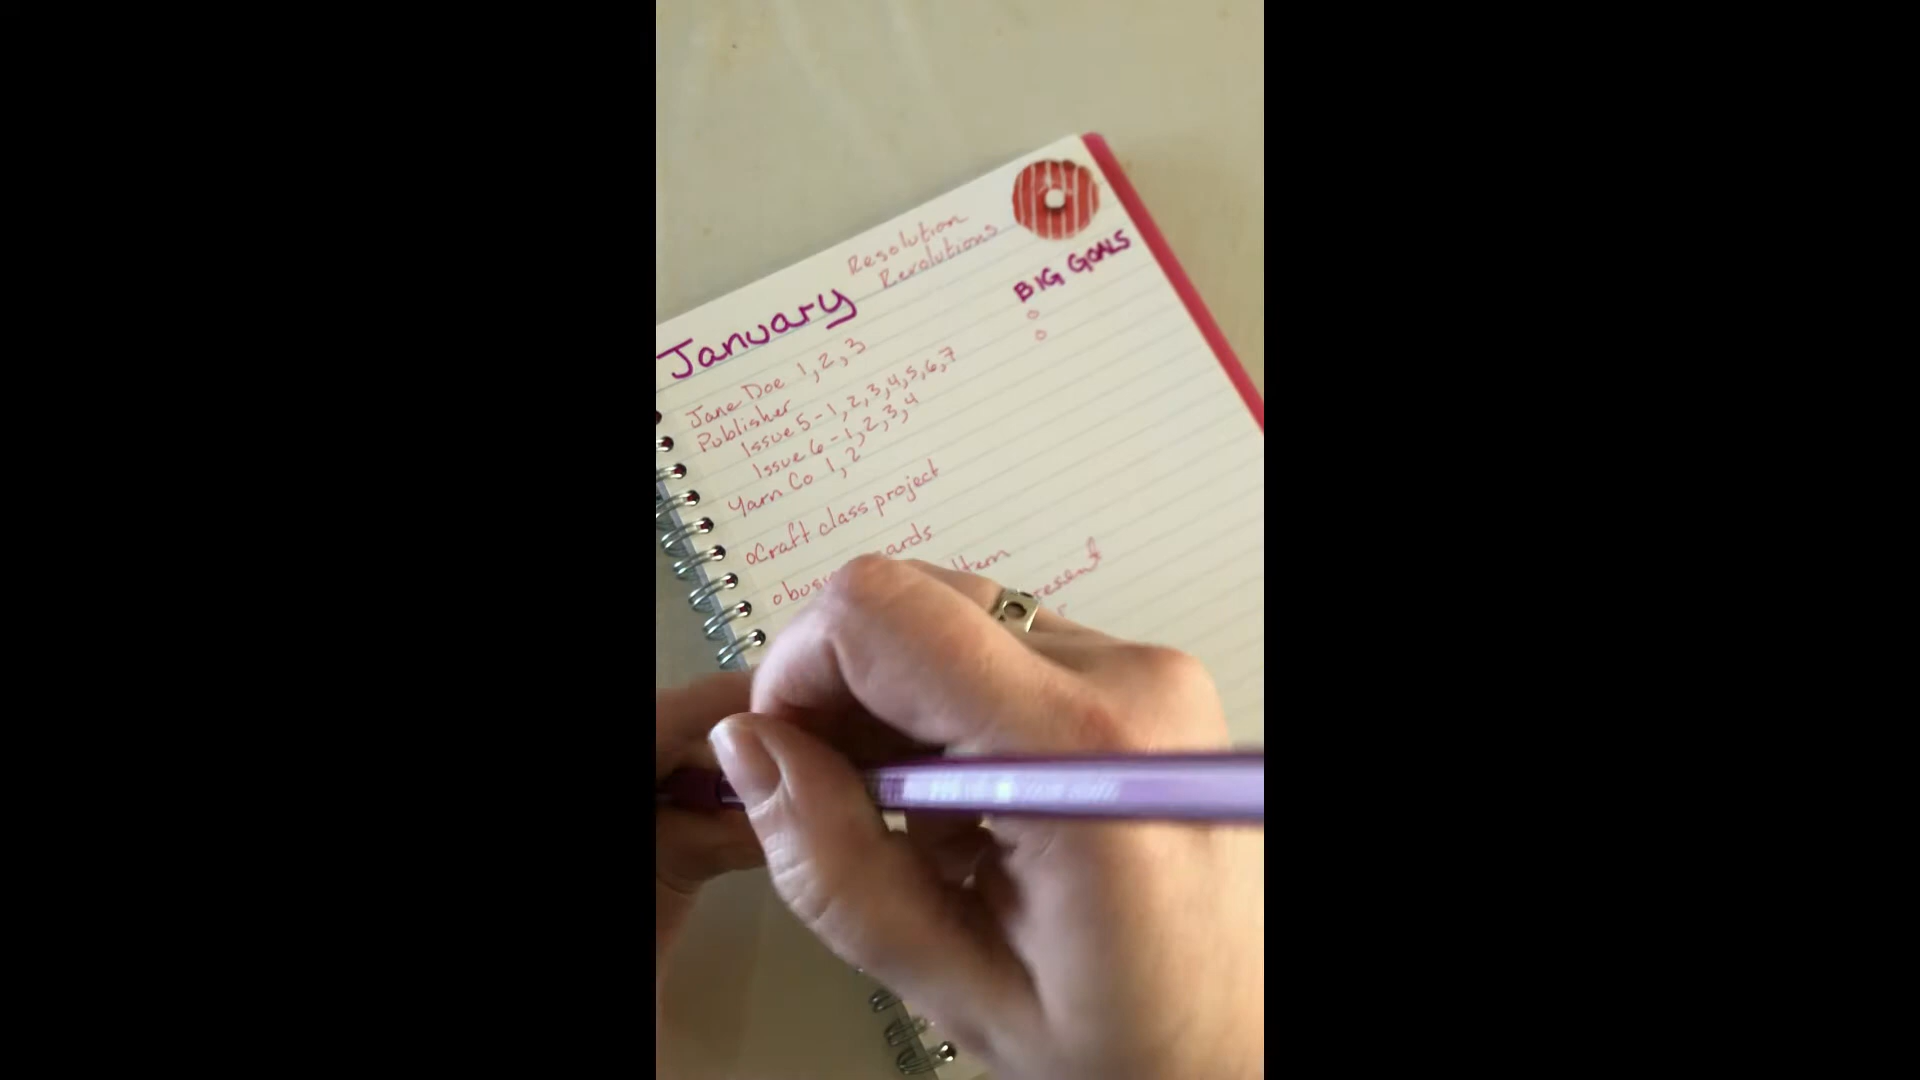 Resolution
Revolutions
January
BIG GOALS
Jane Doe 1, 2, 3
Publisher
Issue 5 - 1, 2, 3, 4, 5, 6, 7
Issue 6 - 1, 2, 3, 4
Yarn Co 1, 2
Craft class project